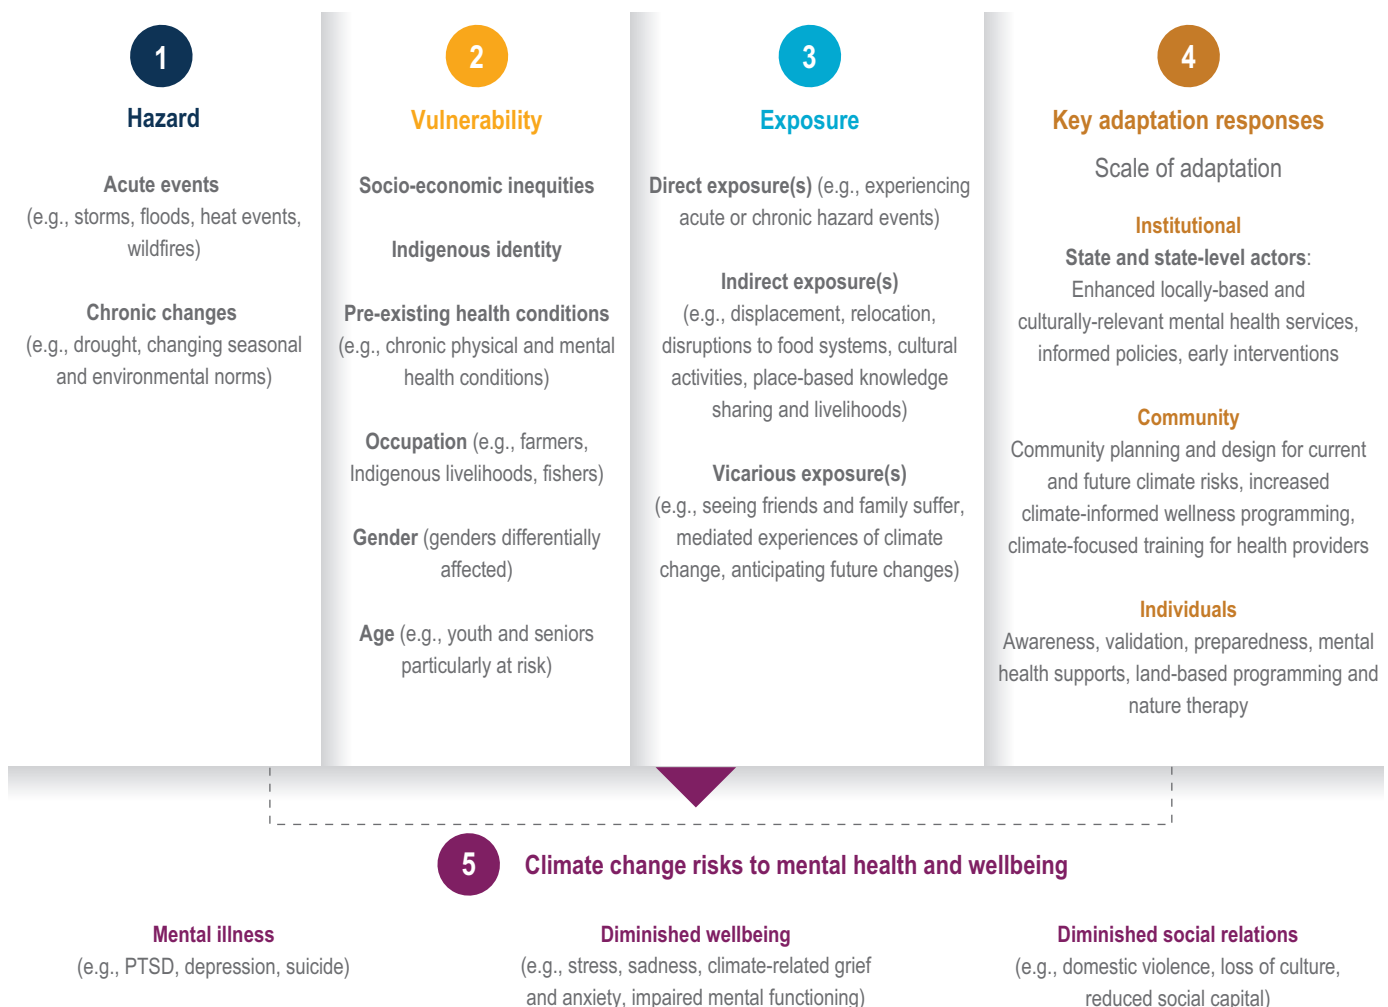 1
Hazard
Acute events
(e.g., storms, floods, heat events,
wildfires)
Chronic changes
(e.g., drought, changing seasonal
and environmental norms)
2
Vulnerability
Socio-economic inequities
Indigenous identity
Pre-existing health conditions
(e.g., chronic physical and mental
health conditions)
Occupation (e.g., farmers,
Indigenous livelihoods, fishers)
Gender (genders differentially
affected)
Age (e.g., youth and seniors
particularly at risk)
3
Exposure
Direct exposure(s) (e.g., experiencing
acute or chronic hazard events)
Indirect exposure(s)
(e.g., displacement, relocation,
disruptions to food systems, cultural
activities, place-based knowledge
sharing and livelihoods)
Vicarious exposure(s)
(e.g., seeing friends and family suffer,
mediated experiences of climate
change, anticipating future changes)
4
Key adaptation responses
Scale of adaptation
Institutional
State and state-level actors:
Enhanced locally-based and
culturally-relevant mental health services,
informed policies, early interventions
Community
Community planning and design for current
and future climate risks, increased
climate-informed wellness programming,
climate-focused training for health providers
Individuals
Awareness, validation, preparedness, mental
health supports, land-based programming and
nature therapy
5
Climate change risks to mental health and wellbeing
Mental illness
(e.g., PTSD, depression, suicide)
Diminished wellbeing
(e.g., stress, sadness, climate-related grief
and anxiety, impaired mental functioning)
Diminished social relations
(e.g., domestic violence, loss of culture,
reduced social capital)